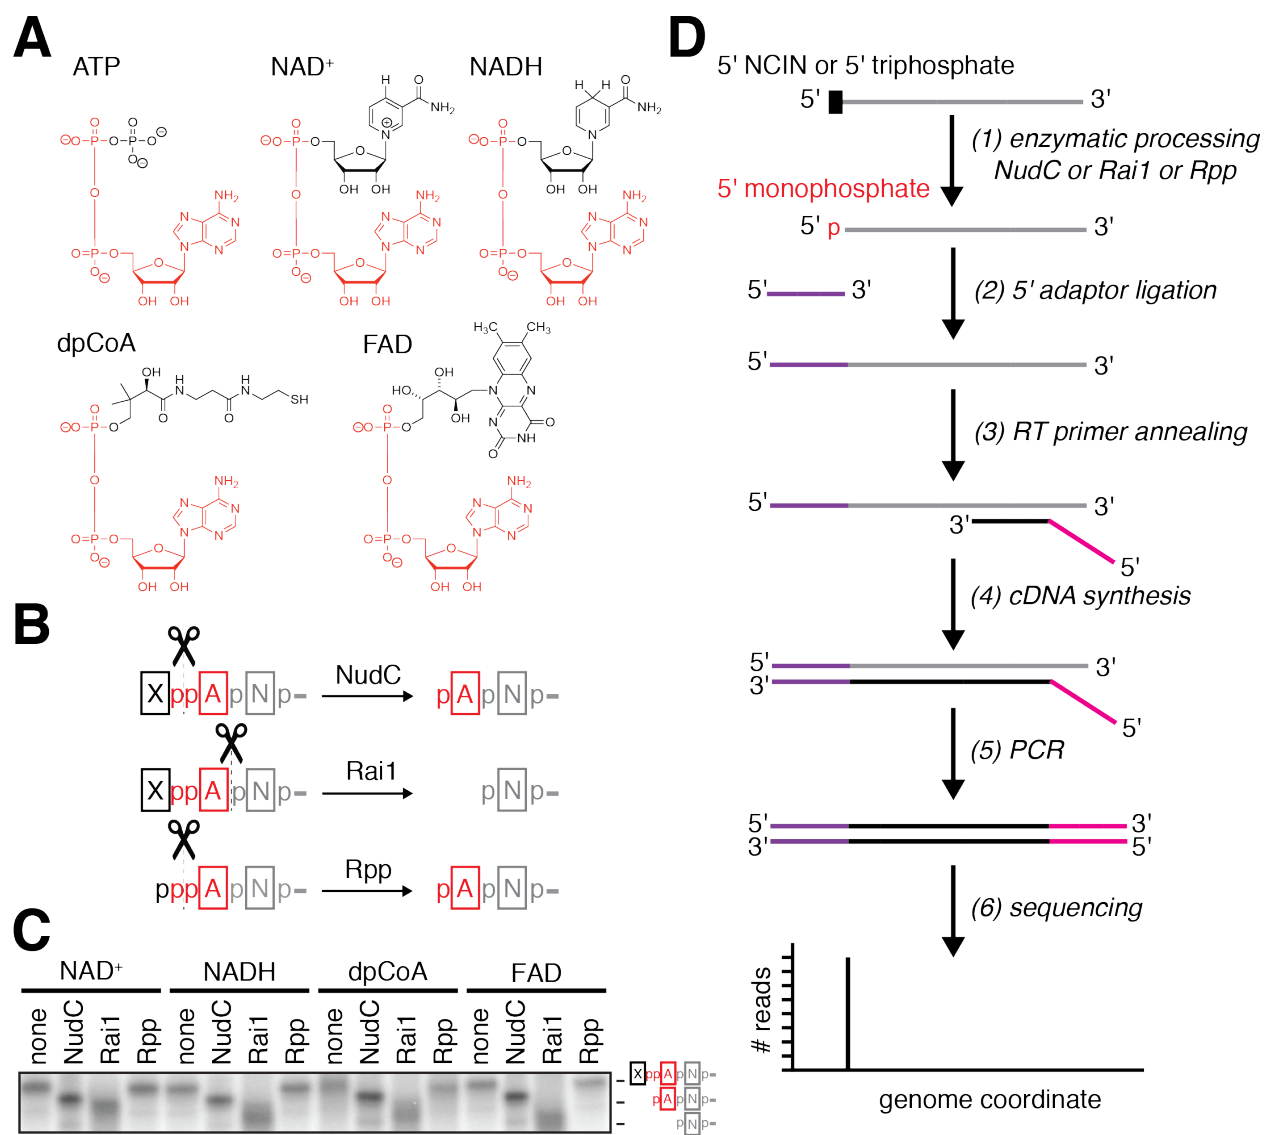 A
ATP
NAD⁺
NADH
dpCoA
FAD
B
X p p A p N p-
NudC
p A p N p-
X p p A p N p-
Rai1
p N p-
p p p A p N p-
Rpp
p A p N p-
C
NAD⁺ NADH dpCoA FAD
none NudC Rai1 Rpp none NudC Rai1 Rpp none NudC Rai1 Rpp none NudC Rai1 Rpp
X p p A p N p-
p A p N p-
p N p-
D
5' NCIN or 5' triphosphate
5' 3'
(1) enzymatic processing
NudC or Rai1 or Rpp
5' monophosphate
5' p 3'
5' 3'
(2) 5' adaptor ligation
5' 3'
(3) RT primer annealing
5' 3'
3'
5'
(4) cDNA synthesis
5' 3'
3'
5'
(5) PCR
5' 3'
3' 5'
(6) sequencing
# reads
genome coordinate